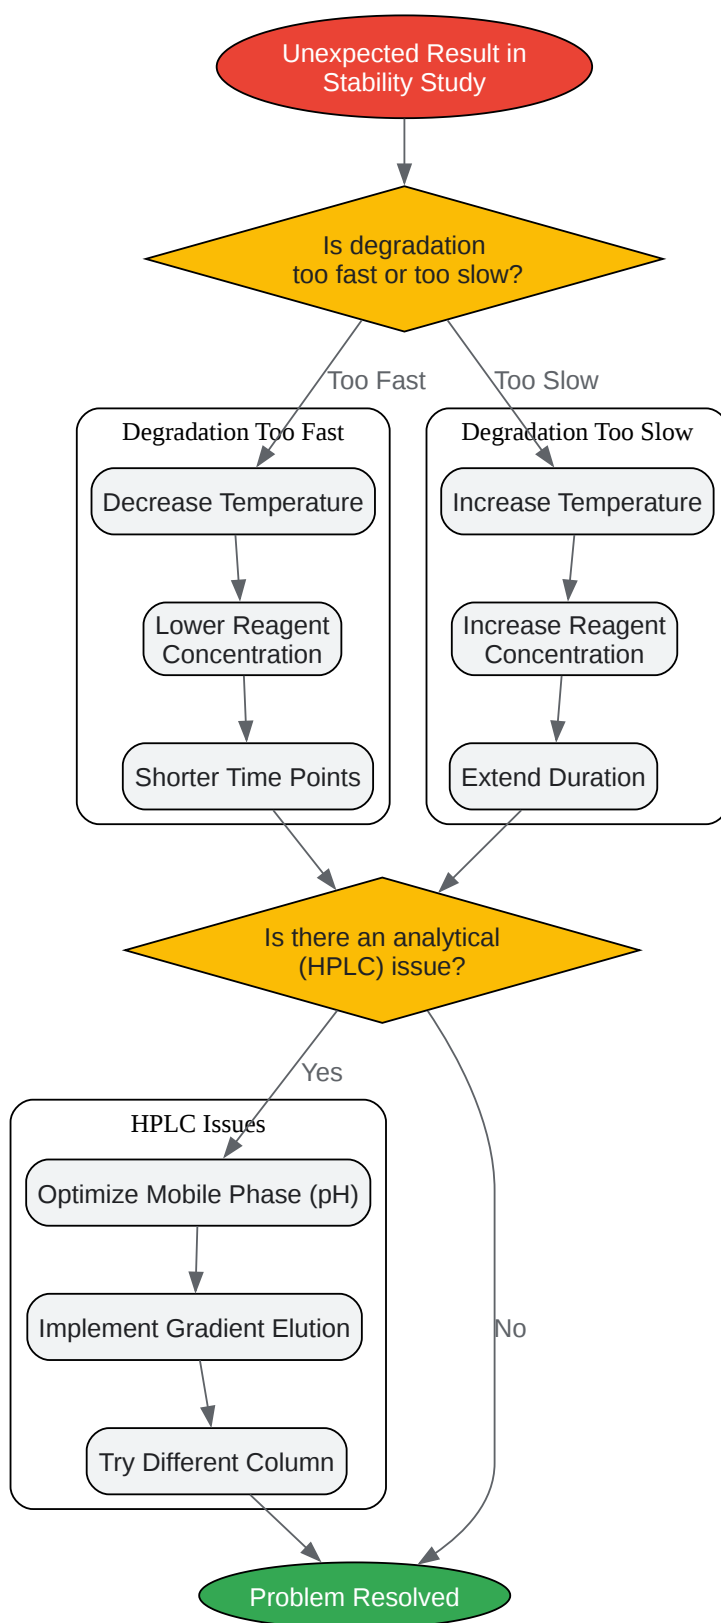 Unexpected Result in
Stability Study
Is degradation
too fast or too slow?
Too Fast
Too Slow
Degradation Too Fast
Decrease Temperature
Lower Reagent
Concentration
Shorter Time Points
Degradation Too Slow
Increase Temperature
Increase Reagent
Concentration
Extend Duration
Is there an analytical
(HPLC) issue?
Yes
No
HPLC Issues
Optimize Mobile Phase (pH)
Implement Gradient Elution
Try Different Column
Problem Resolved